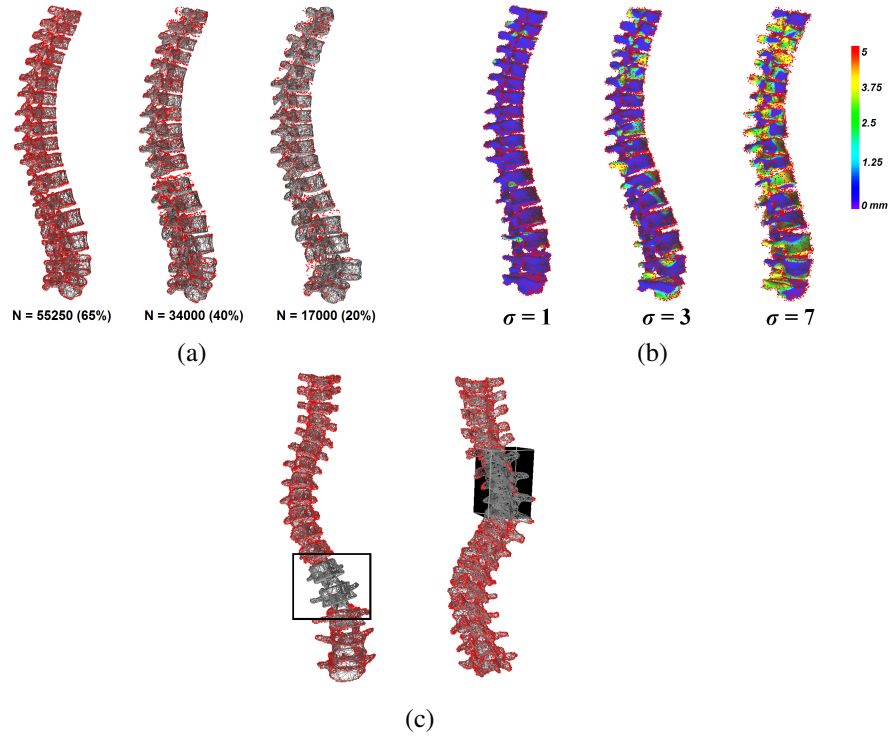 5
3.75
2.5
1.25
0 mm
N = 55250 (65%) N = 34000 (40%) N = 17000 (20%)
σ = 1 σ = 3 σ = 7
(a) (b)
(c)